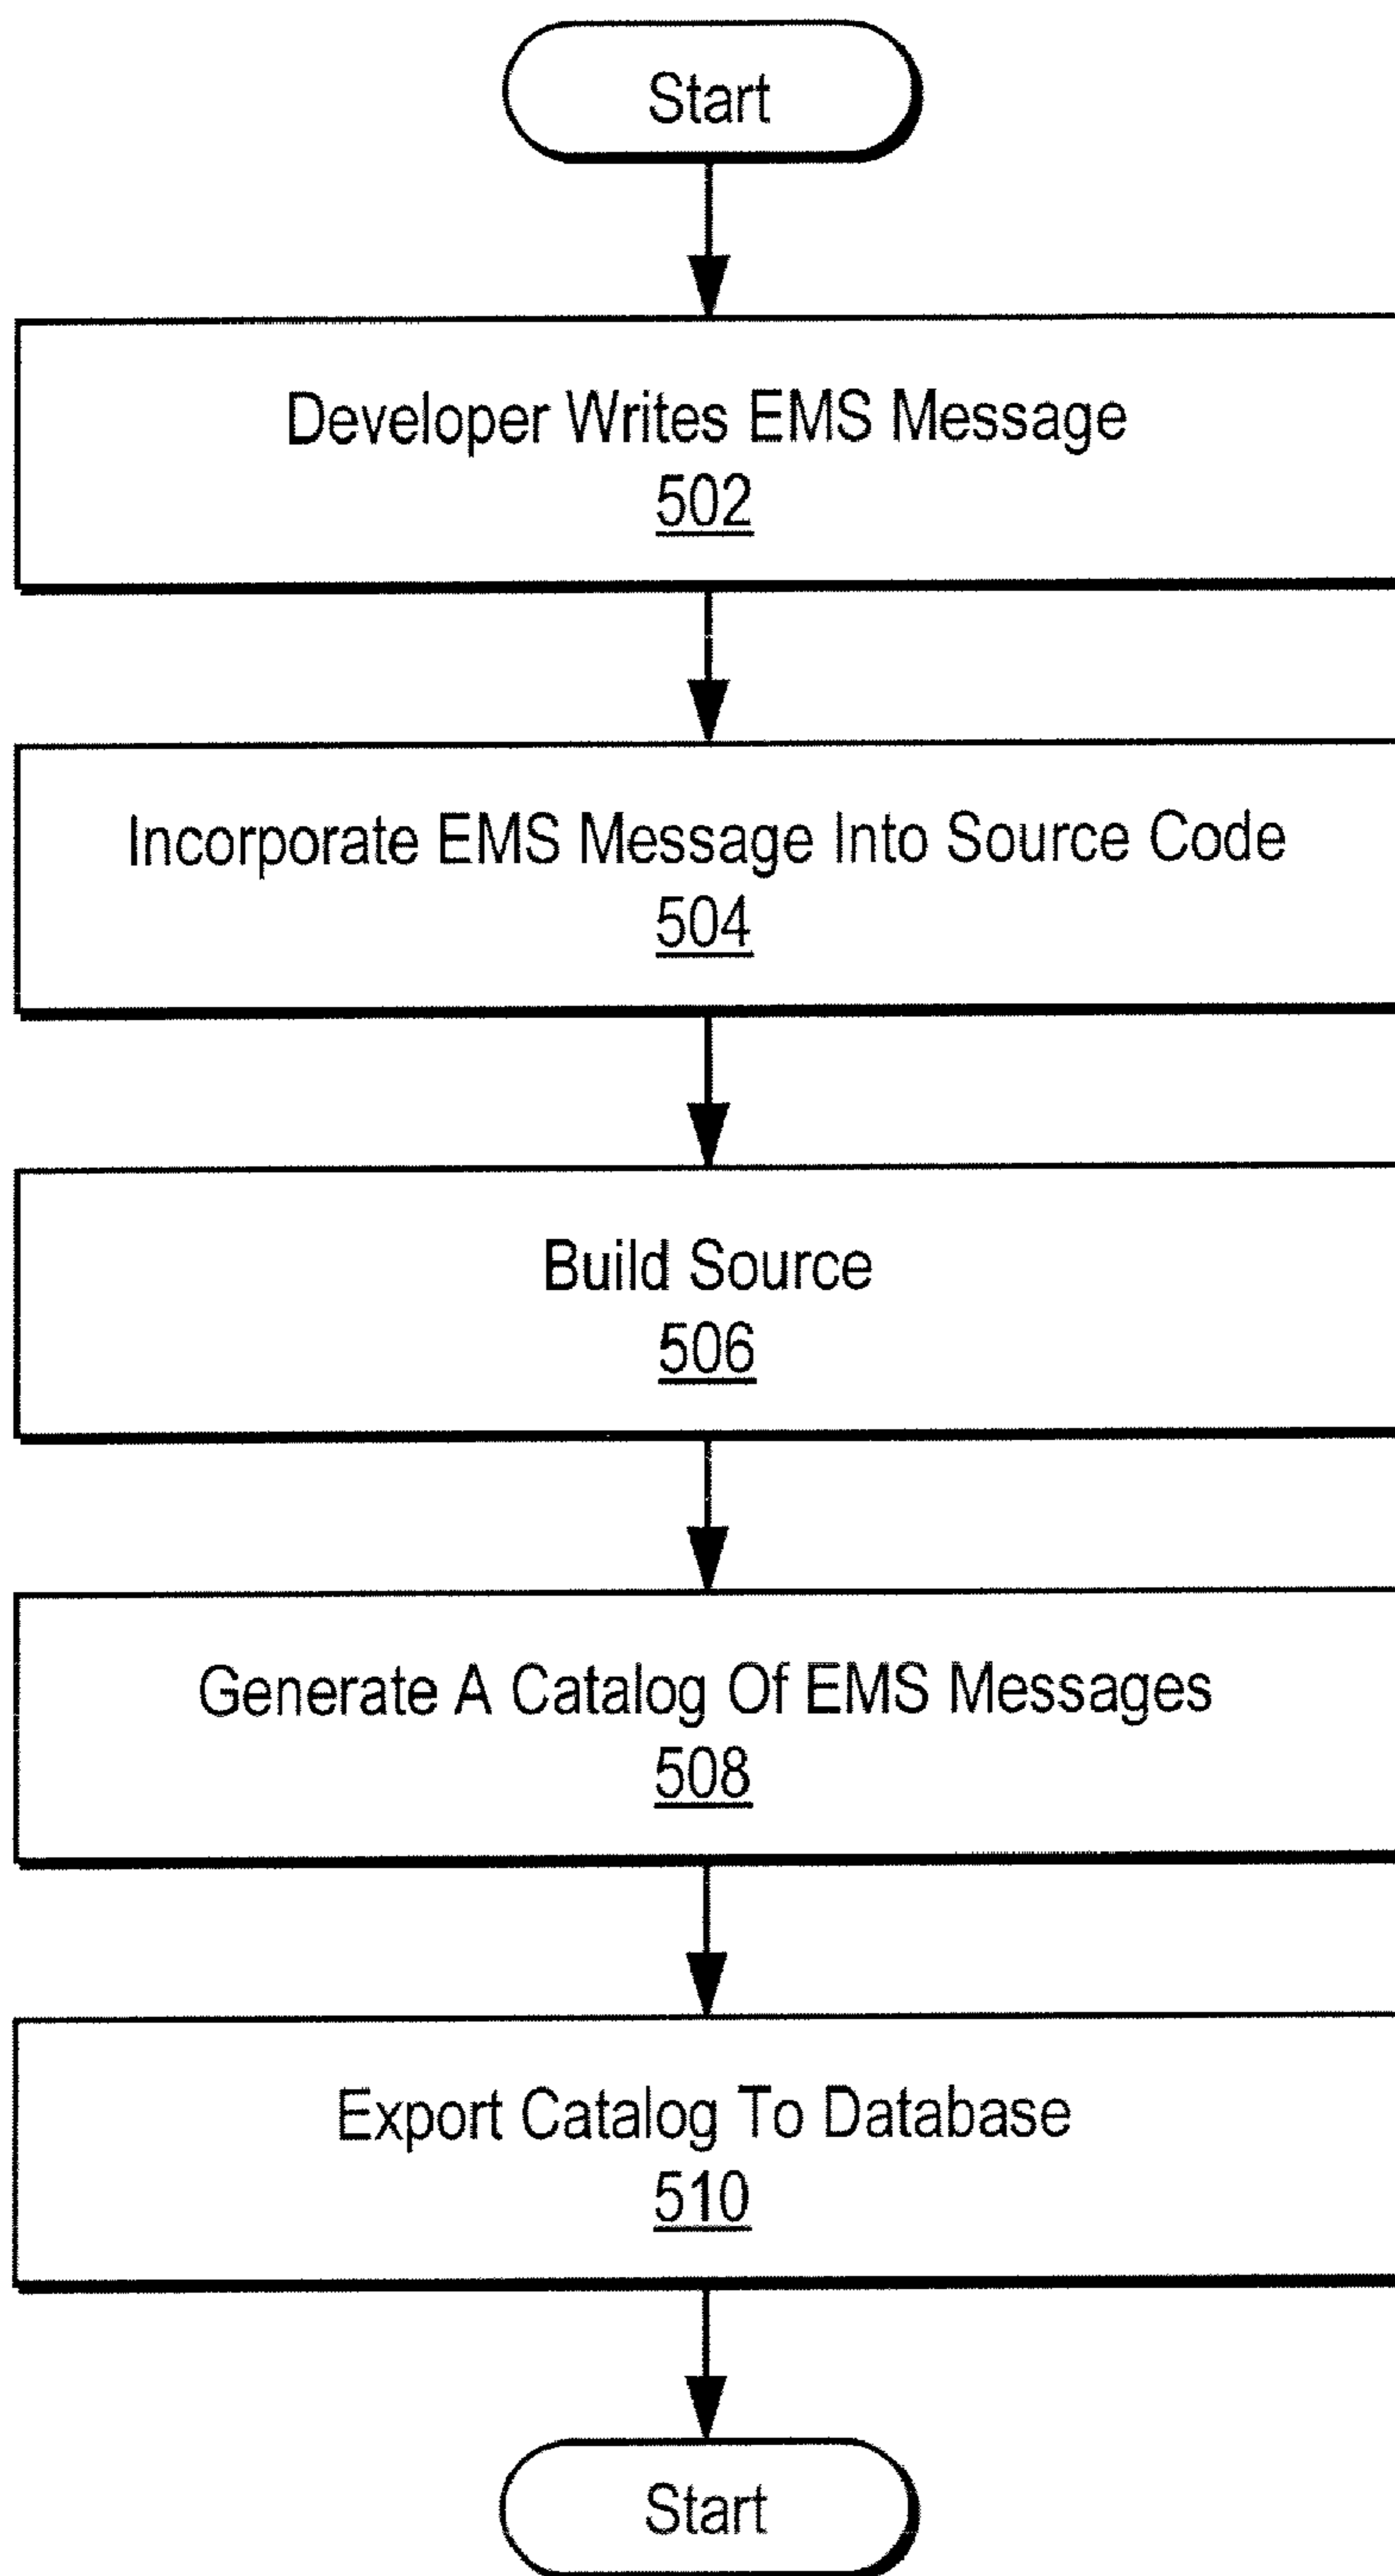 Start
Developer Writes EMS Message
502
Incorporate EMS Message Into Source Code
504
Build Source
506
Generate A Catalog Of EMS Messages
508
Export Catalog To Database
510
Start